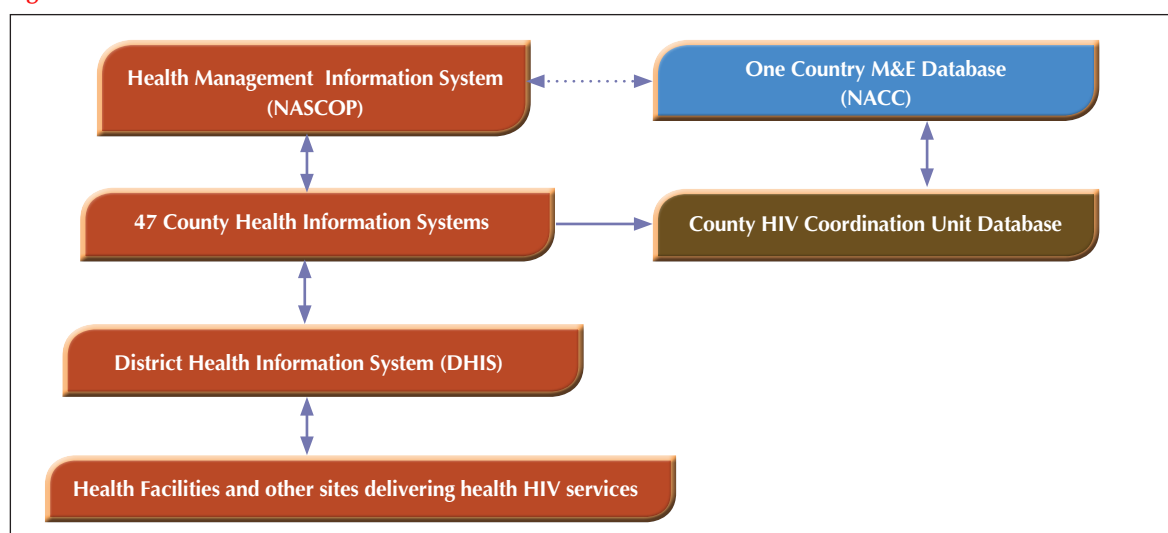 Health Management Information System
(NASCOP)
One Country M&E Database
(NACC)
47 County Health Information Systems
County HIV Coordination Unit Database
District Health Information System (DHIS)
Health Facilities and other sites delivering health HIV services